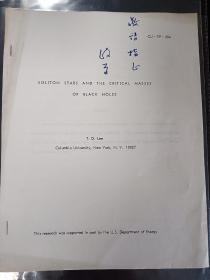 CU-TP-
SOLITON STARS AND THE CRITICAL MASSES
OF BLACK HOLES
T. D. Lee
Columbia University, New York, N. Y. 10027
This research was supported in part by the U.S. Department of Energy